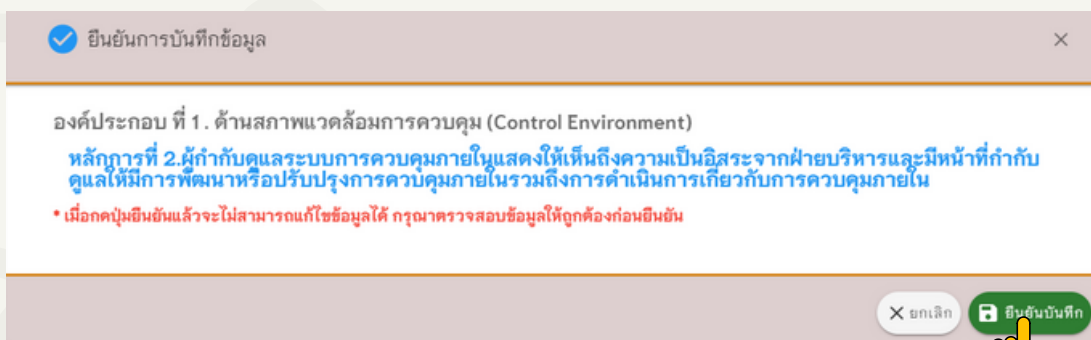 ยืนยันการบันทึกข้อมูล
องค์ประกอบ ที่ 1. ด้านสภาพแวดล้อมการควบคุม (Control Environment)
หลักการที่ 2.ผู้กำกับดูแลระบบการควบคุมภายในแสดงให้เห็นถึงความเป็นอิสระจากฝ่ายบริหารและมีหน้าที่กำกับ
ดูแลให้มีการพัฒนาหรือปรับปรุงการควบคุมภายในรวมถึงการดำเนินการเกี่ยวกับการควบคุมภายใน
* เมื่อกดปุ่มยืนยันแล้วจะไม่สามารถแก้ไขข้อมูลได้ กรุณาตรวจสอบข้อมูลให้ถูกต้องก่อนยืนยัน
ยกเลิก
ยืนยันบันทึก